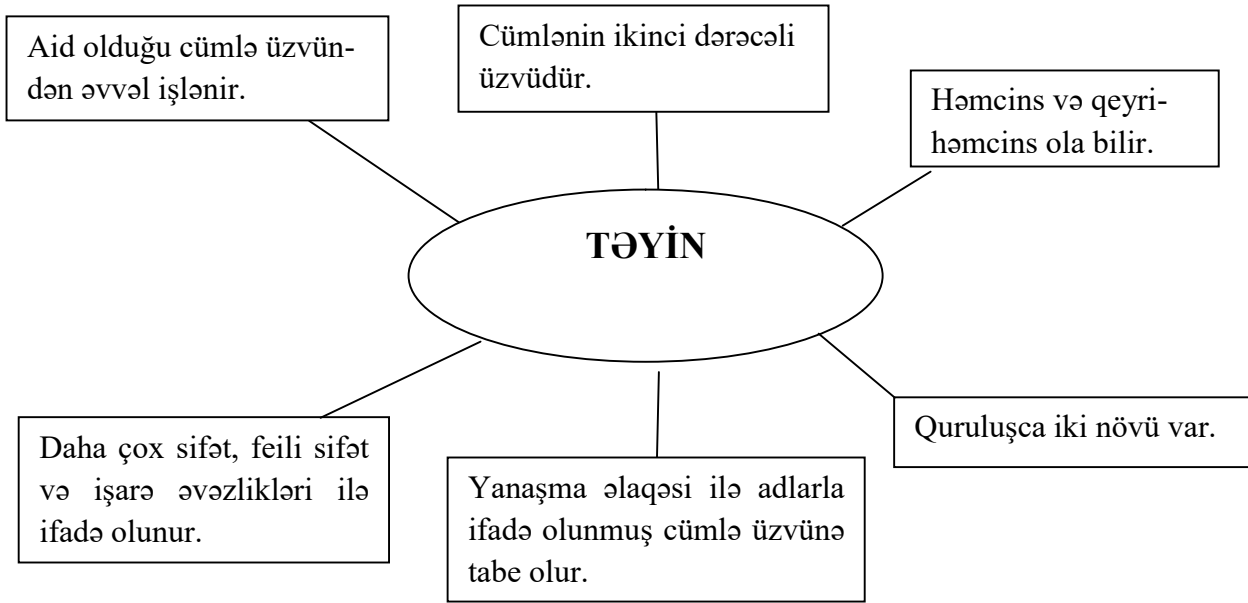 Aid olduğu cümlə üzvün-
dən əvvəl işlənir.
Cümlənin ikinci dərəcəli
üzvüdür.
Həmcins və qeyri-
həmcins ola bilir.
TƏYİN
Daha çox sifət, feili sifət
və işarə əvəzlikləri ilə
ifadə olunur.
Yanaşma əlaqəsi ilə adlarla
ifadə olunmuş cümlə üzvünə
tabe olur.
Quruluşca iki növü var.